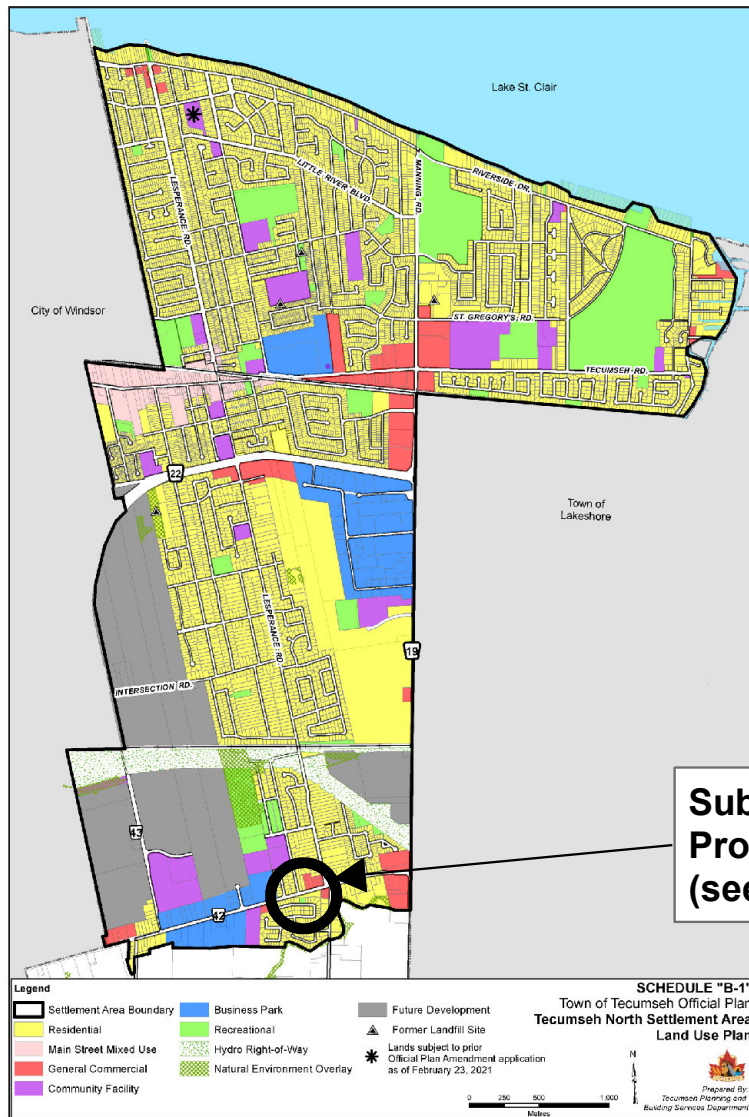 Lake St. Clair
LESPERANCE RD.
LITTLE RIVER BLVD.
MANNING RD.
RIVERSIDE DR.
City of Windsor
ST. GREGORY'S RD.
TECUMSEH RD.
22
Town of
Lakeshore
LESPERANCE RD.
19
INTERSECTION RD.
43
42
Sub
Pro
(see
Legend
Settlement Area Boundary
Residential
Main Street Mixed Use
General Commercial
Community Facility
Business Park
Recreational
Hydro Right-of-Way
Natural Environment Overlay
Future Development
Former Landfill Site
Lands subject to prior
Official Plan Amendment application
as of February 23, 2021
SCHEDULE "B-1"
Town of Tecumseh Official Plan
Tecumseh North Settlement Area
Land Use Plan
N
0 500 1,000
Metres
Prepared By:
Tecumseh Planning and
Building Services Department